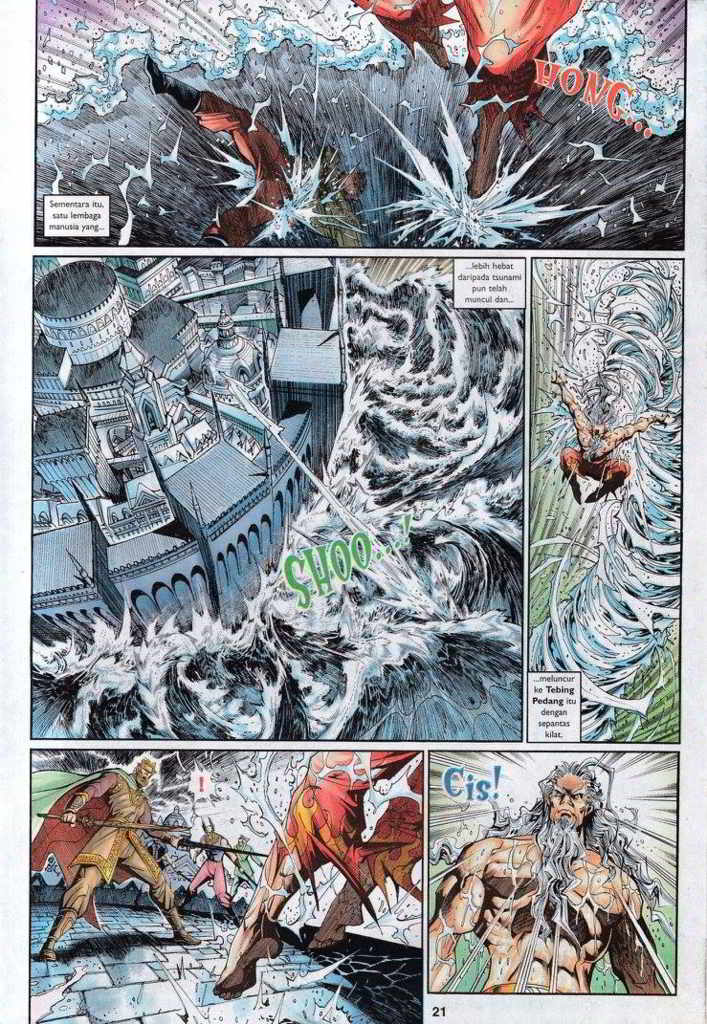 HONG...
Sementara itu,
satu lembaga
manusia yang...
...lebih hebat
daripada tsunami
pun telah
muncul dan...
SHOO...!
...meluncur
ke Tebing
Pedang itu
dengan
sepantas
kilat.
!
Cis!
21